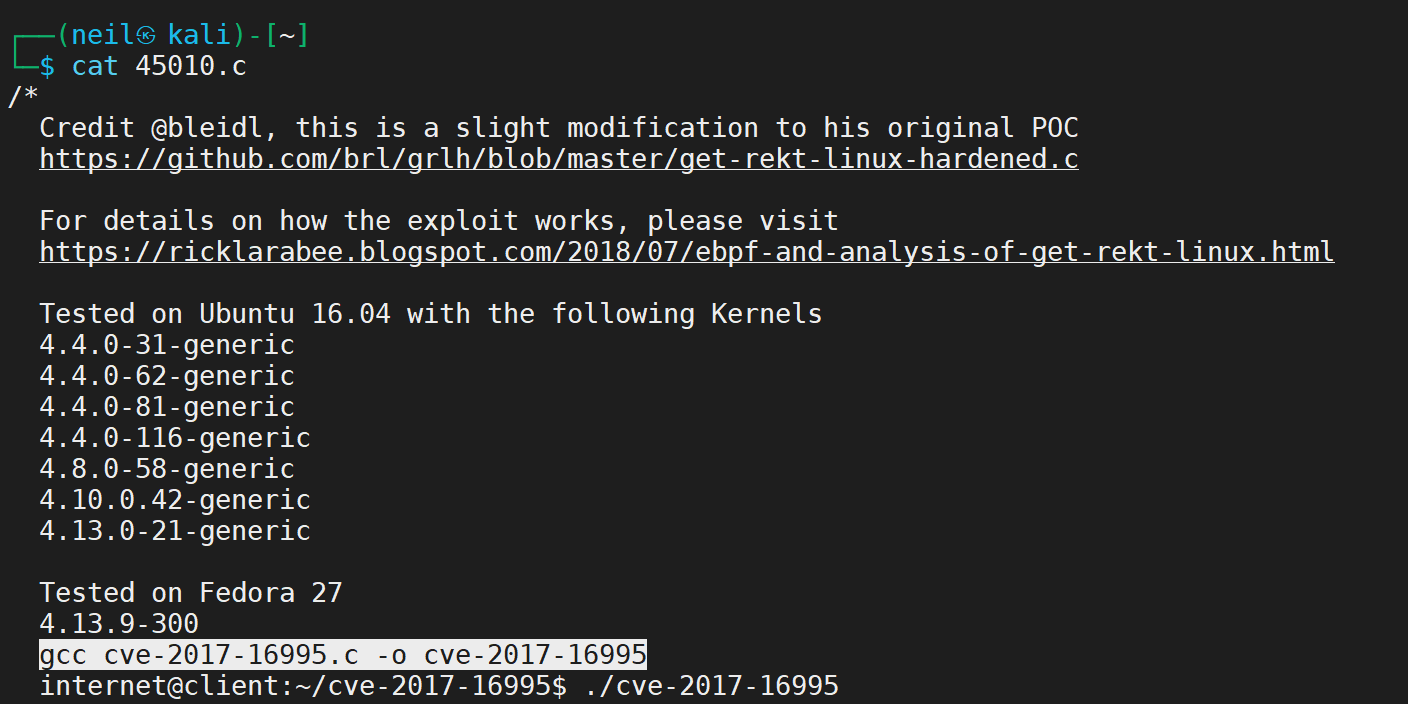 ┌──(neil㉿kali)-[~]
└─$ cat 45010.c
/*
  Credit @bleidl, this is a slight modification to his original POC
  https://github.com/brl/grlh/blob/master/get-rekt-linux-hardened.c

  For details on how the exploit works, please visit
  https://ricklarabee.blogspot.com/2018/07/ebpf-and-analysis-of-get-rekt-linux.html

  Tested on Ubuntu 16.04 with the following Kernels
  4.4.0-31-generic
  4.4.0-62-generic
  4.4.0-81-generic
  4.4.0-116-generic
  4.8.0-58-generic
  4.10.0.42-generic
  4.13.0-21-generic

  Tested on Fedora 27
  4.13.9-300
  gcc cve-2017-16995.c -o cve-2017-16995
  internet@client:~/cve-2017-16995$ ./cve-2017-16995